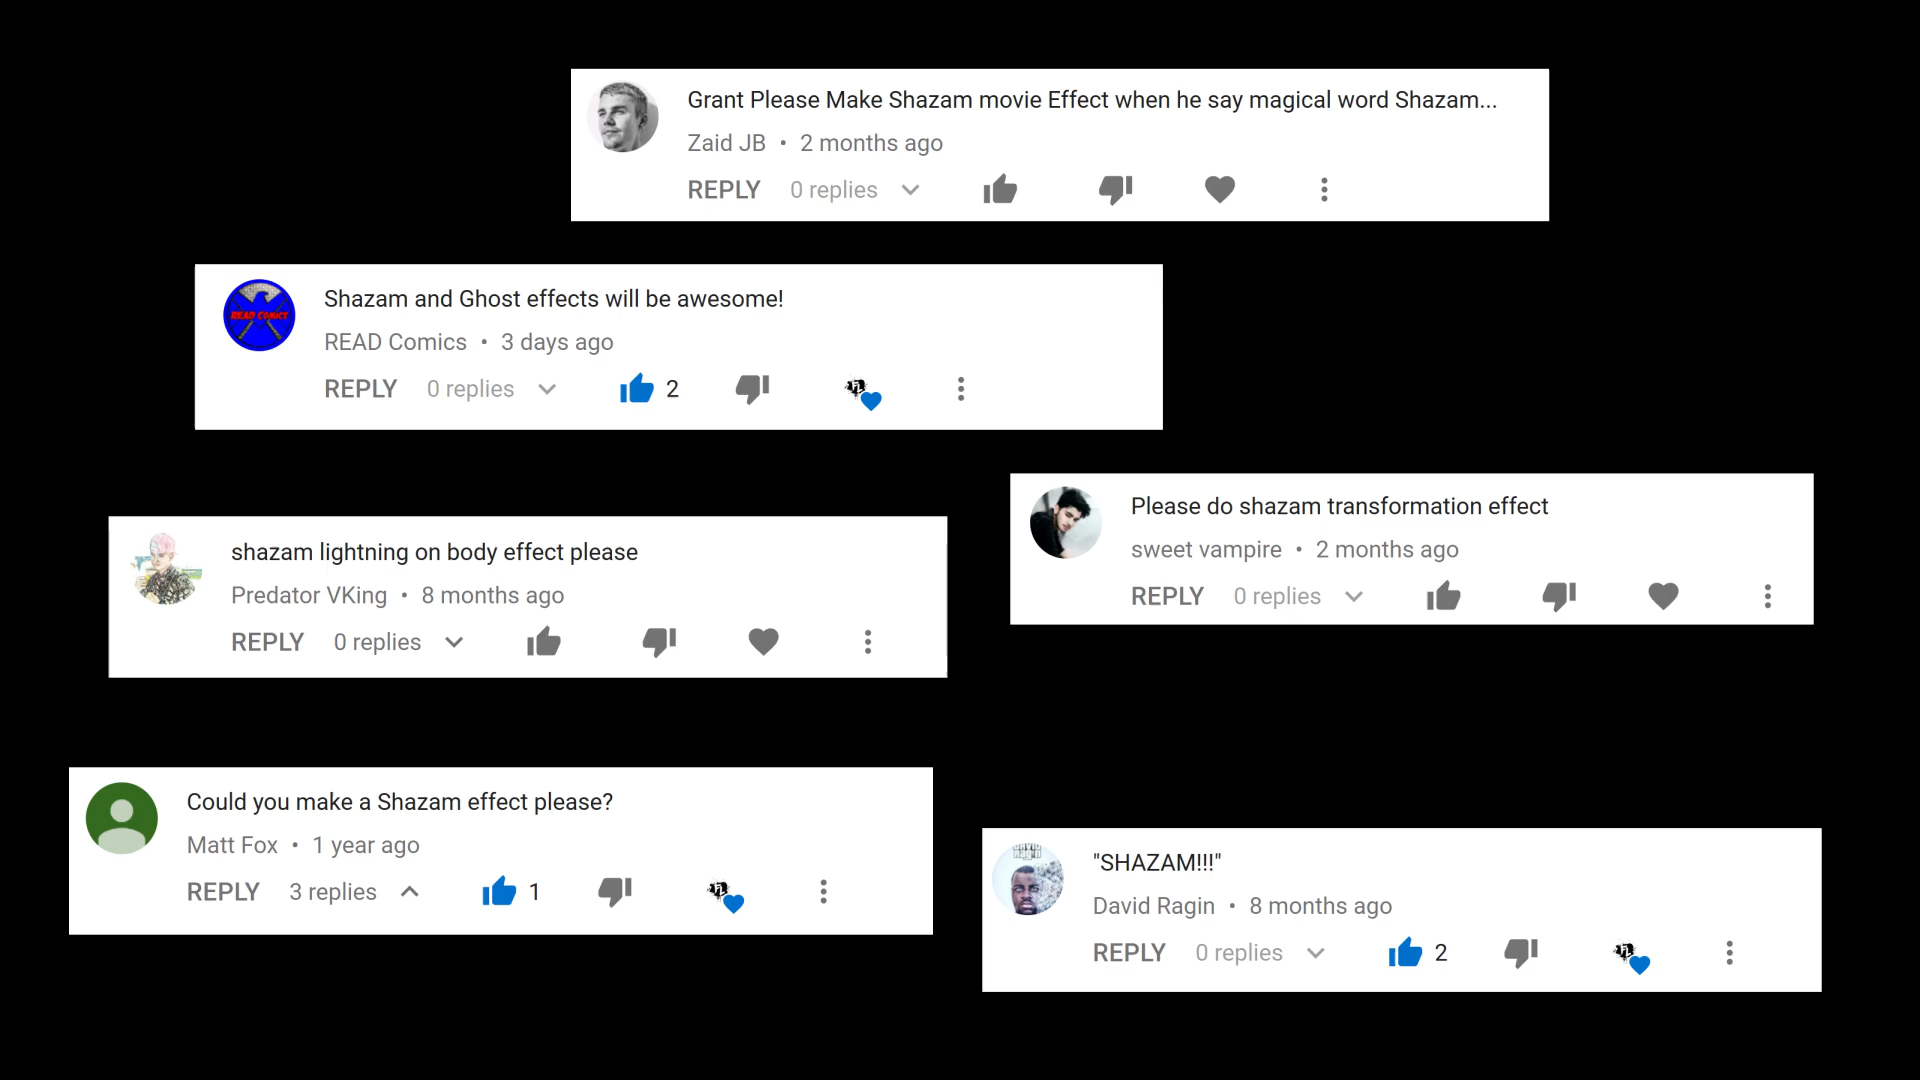 Grant Please Make Shazam movie Effect when he say magical word Shazam...
Zaid JB • 2 months ago
REPLY 0 replies
Shazam and Ghost effects will be awesome!
READ COMICS
READ Comics • 3 days ago
REPLY 0 replies 2
Please do shazam transformation effect
sweet vampire • 2 months ago
REPLY 0 replies
shazam lightning on body effect please
Predator VKing • 8 months ago
REPLY 0 replies
Could you make a Shazam effect please?
Matt Fox • 1 year ago
REPLY 3 replies 1
"SHAZAM!!!"
David Ragin • 8 months ago
REPLY 0 replies 2